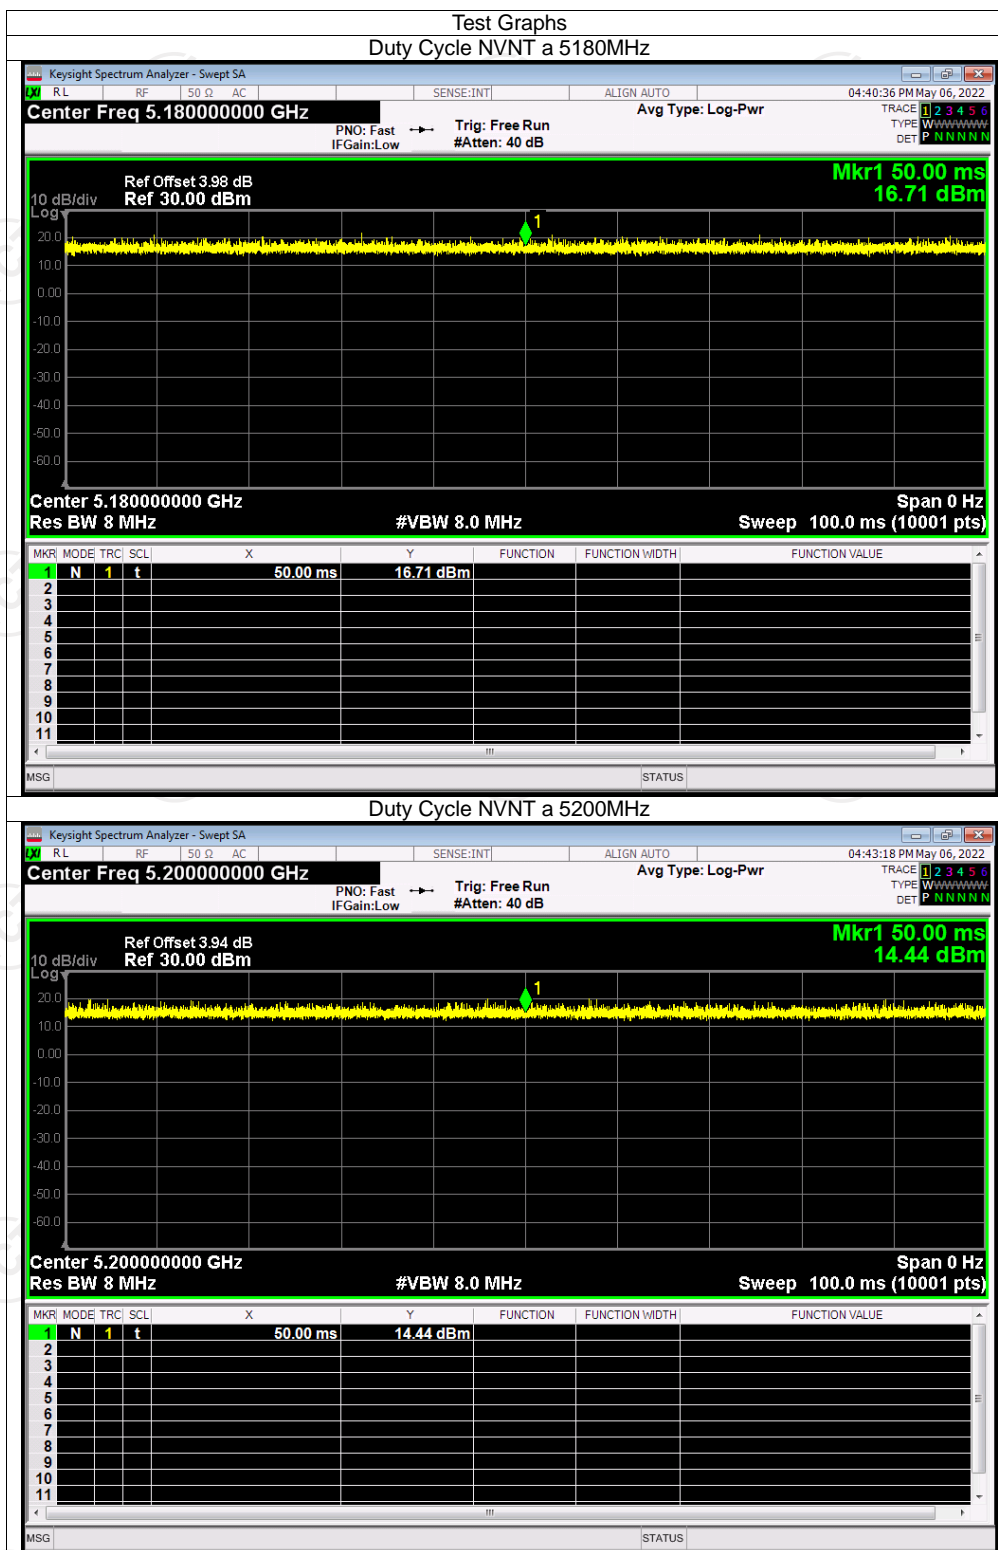 Test Graphs
Duty Cycle NVNT a 5180MHz
Keysight Spectrum Analyzer - Swept SA
LXI RL RF 50 Ω AC SENSE:INT ALIGN AUTO 04:40:36 PM May 06, 2022
Center Freq 5.180000000 GHz Avg Type: Log-Pwr TRACE 1 2 3 4 5 6
PNO: Fast Trig: Free Run TYPE WWWWWW
IFGain:Low #Atten: 40 dB DET P N N N N N
Mkr1 50.00 ms
Ref Offset 3.98 dB 16.71 dBm
10 dB/div Ref 30.00 dBm
Log
1
20.0
10.0
0.00
-10.0
-20.0
-30.0
-40.0
-50.0
-60.0
Center 5.180000000 GHz Span 0 Hz
Res BW 8 MHz #VBW 8.0 MHz Sweep 100.0 ms (10001 pts)
MKR MODE TRC SCL X Y FUNCTION FUNCTION WIDTH FUNCTION VALUE
1 N 1 t 50.00 ms 16.71 dBm
2
3
4
5
6
7
8
9
10
11
MSG STATUS
Duty Cycle NVNT a 5200MHz
Keysight Spectrum Analyzer - Swept SA
LXI RL RF 50 Ω AC SENSE:INT ALIGN AUTO 04:43:18 PM May 06, 2022
Center Freq 5.200000000 GHz Avg Type: Log-Pwr TRACE 1 2 3 4 5 6
PNO: Fast Trig: Free Run TYPE WWWWWW
IFGain:Low #Atten: 40 dB DET P N N N N N
Mkr1 50.00 ms
Ref Offset 3.94 dB 14.44 dBm
10 dB/div Ref 30.00 dBm
Log
1
20.0
10.0
0.00
-10.0
-20.0
-30.0
-40.0
-50.0
-60.0
Center 5.200000000 GHz Span 0 Hz
Res BW 8 MHz #VBW 8.0 MHz Sweep 100.0 ms (10001 pts)
MKR MODE TRC SCL X Y FUNCTION FUNCTION WIDTH FUNCTION VALUE
1 N 1 t 50.00 ms 14.44 dBm
2
3
4
5
6
7
8
9
10
11
MSG STATUS